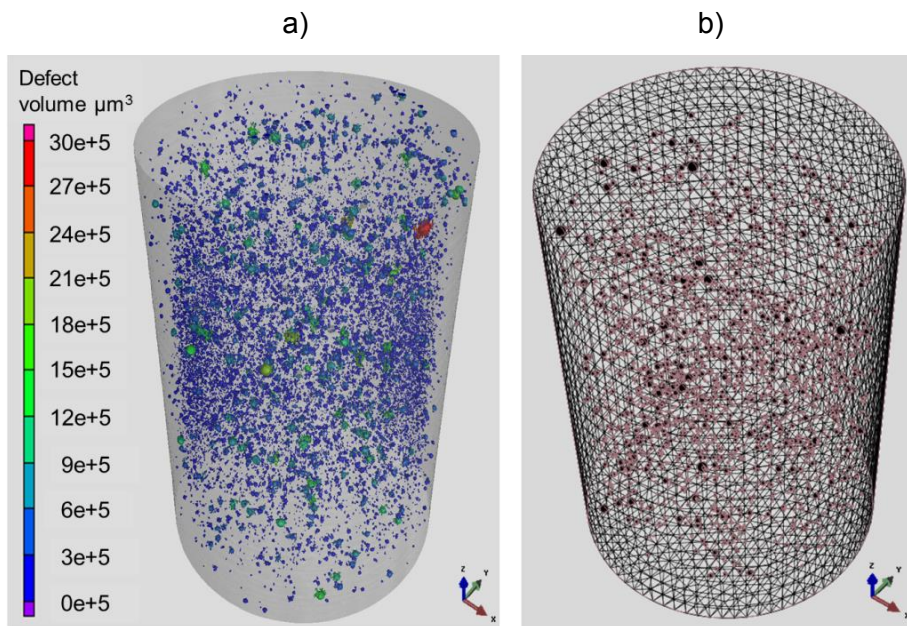 a)
b)
Defect
volume μm³
30e+5
27e+5
24e+5
21e+5
18e+5
15e+5
12e+5
9e+5
6e+5
3e+5
0e+5
Z
Y
X
Z
Y
X